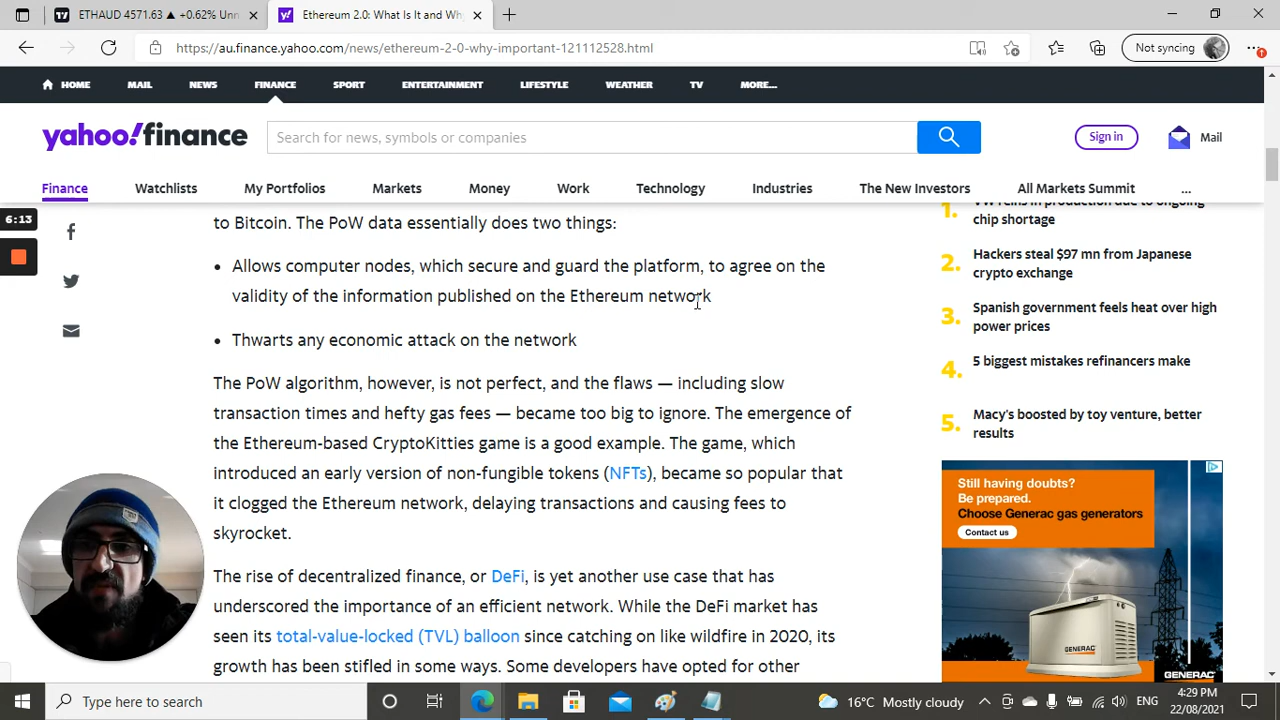 ETHAUD 4571.63 ▲ +0.62% Unn
Ethereum 2.0: What Is It and Why
https://au.finance.yahoo.com/news/ethereum-2-0-why-important-121112528.html
Not syncing
HOME MAIL NEWS FINANCE SPORT ENTERTAINMENT LIFESTYLE WEATHER TV MORE...
yahoo!finance
Search for news, symbols or companies
Sign in
Mail
Finance Watchlists My Portfolios Markets Money Work Technology Industries The New Investors All Markets Summit ...
6:13
to Bitcoin. The PoW data essentially does two things:
• Allows computer nodes, which secure and guard the platform, to agree on the
validity of the information published on the Ethereum network
• Thwarts any economic attack on the network
The PoW algorithm, however, is not perfect, and the flaws — including slow
transaction times and hefty gas fees — became too big to ignore. The emergence of
the Ethereum-based CryptoKitties game is a good example. The game, which
introduced an early version of non-fungible tokens (NFTs), became so popular that
it clogged the Ethereum network, delaying transactions and causing fees to
skyrocket.
The rise of decentralized finance, or DeFi, is yet another use case that has
underscored the importance of an efficient network. While the DeFi market has
seen its total-value-locked (TVL) balloon since catching on like wildfire in 2020, its
growth has been stifled in some ways. Some developers have opted for other
1. VW reins in production due to ongoing
chip shortage
2. Hackers steal $97 mn from Japanese
crypto exchange
3. Spanish government feels heat over high
power prices
4. 5 biggest mistakes refinancers make
5. Macy's boosted by toy venture, better
results
Still having doubts?
Be prepared.
Choose Generac gas generators
Contact us
GENERAC
GENERAC
Type here to search
16°C Mostly cloudy
ENG
4:29 PM
22/08/2021